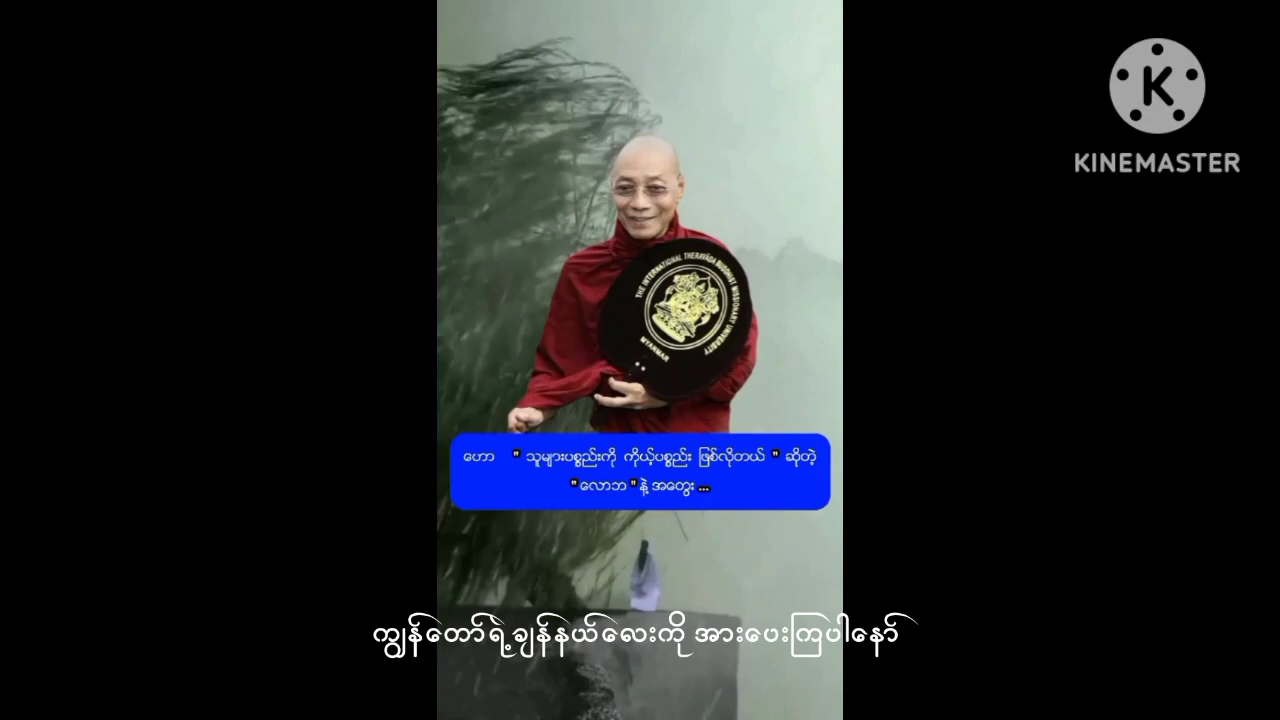 KINEMASTER
THE INTERNATIONAL THERAVĀDA BUDDHIST MISSIONARY UNIVERSITY
MYANMAR
ဟော " သူများပစ္စည်းကို ကိုယ့်ပစ္စည်း ဖြစ်လိုတယ် " ဆိုတဲ့
" လောဘ " နဲ့ အတွေး ...
ကျွန်တော်ရဲ့ချန်နယ်လေးကို အားပေးကြပါနော်